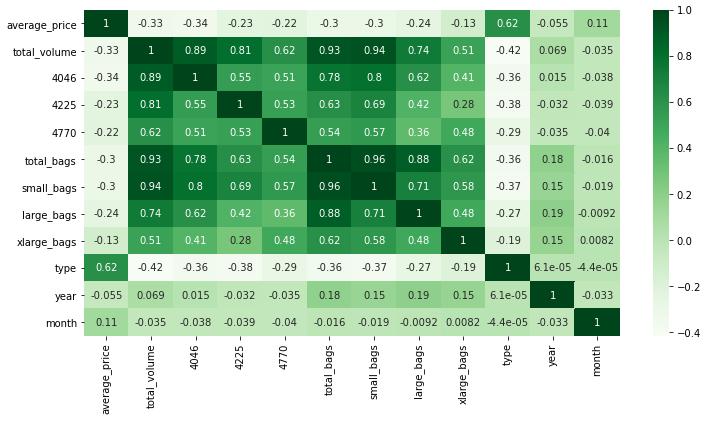 average_price 1 -0.33 -0.34 -0.23 -0.22 -0.3 -0.3 -0.24 -0.13 0.62 -0.055 0.11
total_volume -0.33 1 0.89 0.81 0.62 0.93 0.94 0.74 0.51 -0.42 0.069 -0.035
4046 -0.34 0.89 1 0.55 0.51 0.78 0.8 0.62 0.41 -0.36 0.015 -0.038
4225 -0.23 0.81 0.55 1 0.53 0.63 0.69 0.42 0.28 -0.38 -0.032 -0.039
4770 -0.22 0.62 0.51 0.53 1 0.54 0.57 0.36 0.48 -0.29 -0.035 -0.04
total_bags -0.3 0.93 0.78 0.63 0.54 1 0.96 0.88 0.62 -0.36 0.18 -0.016
small_bags -0.3 0.94 0.8 0.69 0.57 0.96 1 0.71 0.58 -0.37 0.15 -0.019
large_bags -0.24 0.74 0.62 0.42 0.36 0.88 0.71 1 0.48 -0.27 0.19 -0.0092
xlarge_bags -0.13 0.51 0.41 0.28 0.48 0.62 0.58 0.48 1 -0.19 0.15 0.0082
type 0.62 -0.42 -0.36 -0.38 -0.29 -0.36 -0.37 -0.27 -0.19 1 6.1e-05 -4.4e-05
year -0.055 0.069 0.015 -0.032 -0.035 0.18 0.15 0.19 0.15 6.1e-05 1 -0.033
month 0.11 -0.035 -0.038 -0.039 -0.04 -0.016 -0.019 -0.0092 0.0082 -4.4e-05 -0.033 1
average_price total_volume 4046 4225 4770 total_bags small_bags large_bags xlarge_bags type year month
1.0
0.8
0.6
0.4
0.2
0.0
-0.2
-0.4